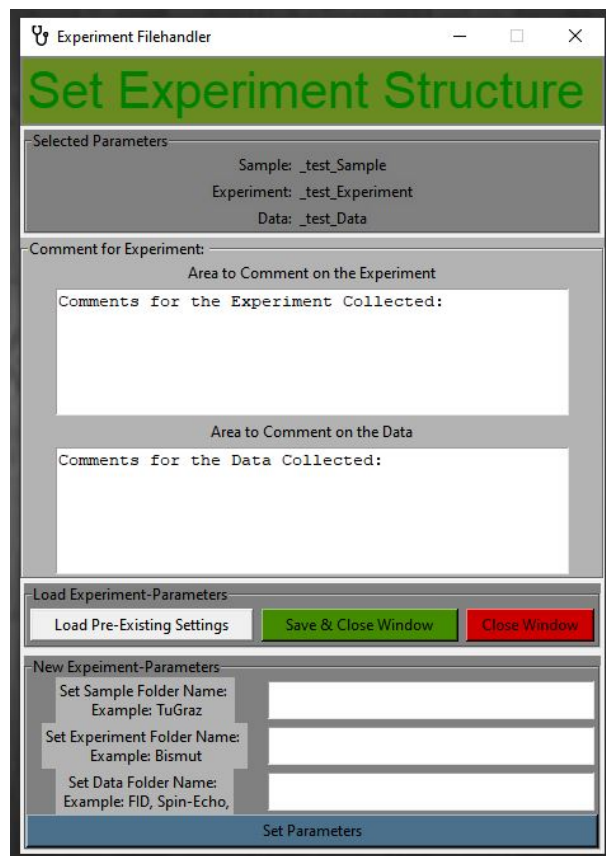 Experiment Filehandler
Set Experiment Structure
Selected Parameters
Sample: _test_Sample
Experiment: _test_Experiment
Data: _test_Data
Comment for Experiment:
Area to Comment on the Experiment
Comments for the Experiment Collected:
Area to Comment on the Data
Comments for the Data Collected:
Load Experiment-Parameters
Load Pre-Existing Settings
Save & Close Window
Close Window
New Expeiment-Parameters
Set Sample Folder Name:
Example: TuGraz
Set Experiment Folder Name:
Example: Bismut
Set Data Folder Name:
Example: FID, Spin-Echo,
Set Parameters